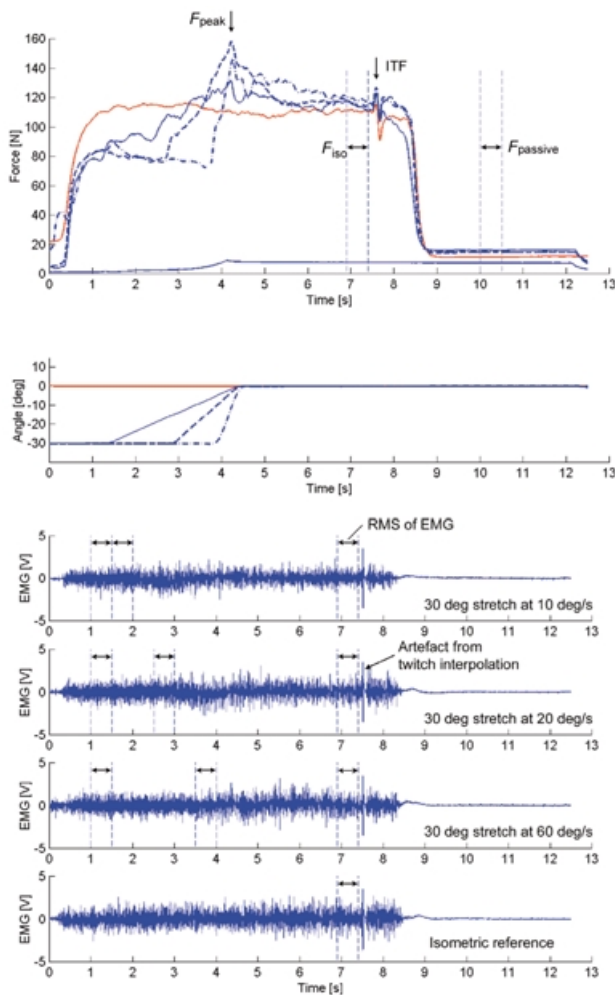 Fpeak
160
140
120
100
80
60
40
20
0
Force [N]
ITF
Fiso
Fpassive
0 1 2 3 4 5 6 7 8 9 10 11 12 13
Time [s]
10
0
-10
-20
-30
Angle [deg]
0 1 2 3 4 5 6 7 8 9 10 11 12 13
Time [s]
RMS of EMG
5
0
-5
EMG [V]
30 deg stretch at 10 deg/s
0 1 2 3 4 5 6 7 8 9 10 11 12 13
Artefact from
twitch interpolation
5
0
-5
EMG [V]
30 deg stretch at 20 deg/s
0 1 2 3 4 5 6 7 8 9 10 11 12 13
5
0
-5
EMG [V]
30 deg stretch at 60 deg/s
0 1 2 3 4 5 6 7 8 9 10 11 12 13
5
0
-5
EMG [V]
Isometric reference
0 1 2 3 4 5 6 7 8 9 10 11 12 13
Time [s]